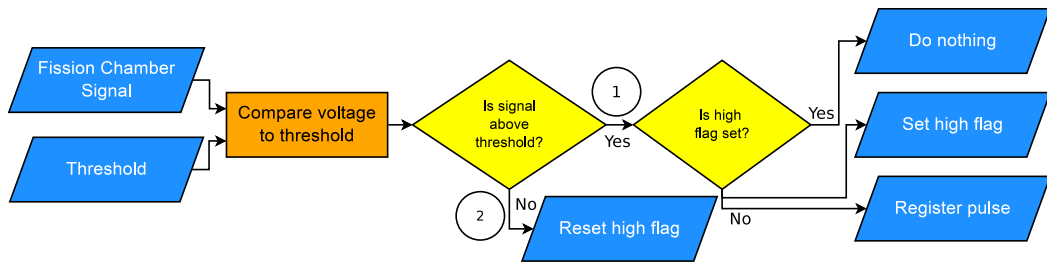 Fission Chamber
Signal
Threshold
Compare voltage
to threshold
Is signal
above
threshold?
1
Yes
2
No
Reset high flag
Is high
flag set?
Yes
No
Do nothing
Set high flag
Register pulse